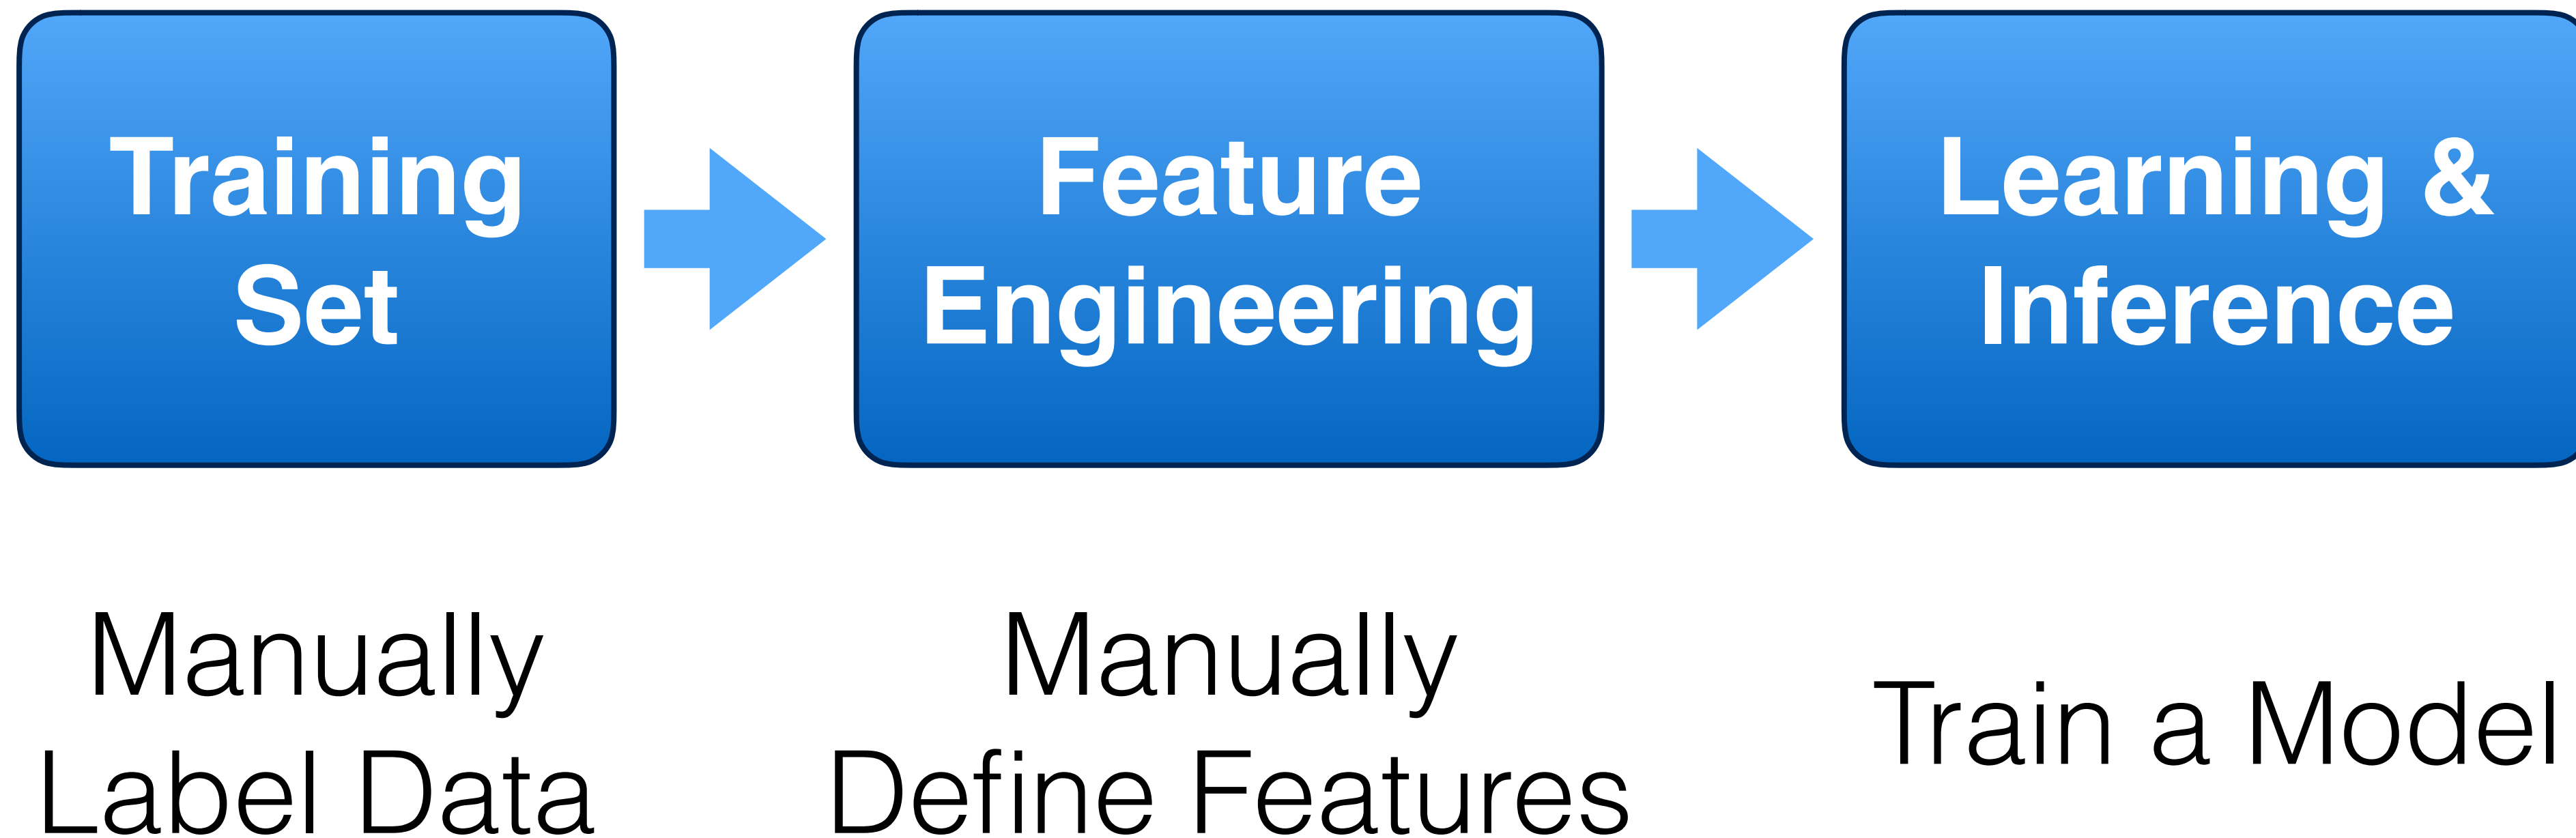 Training
Set
Feature
Engineering
Learning &
Inference
Manually
Label Data
Manually
Define Features
Train a Model